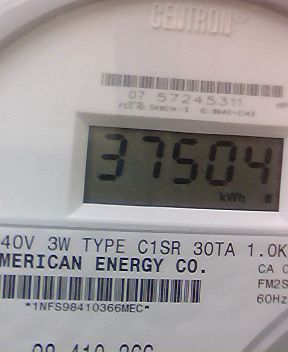 CENTRON®
07 57245311
37504
kWh
40V 3W TYPE C1SR 30TA 1.0K
MERICAN ENERGY CO.
CA 0
FM2S
60Hz
*1NFS98410366MEC*